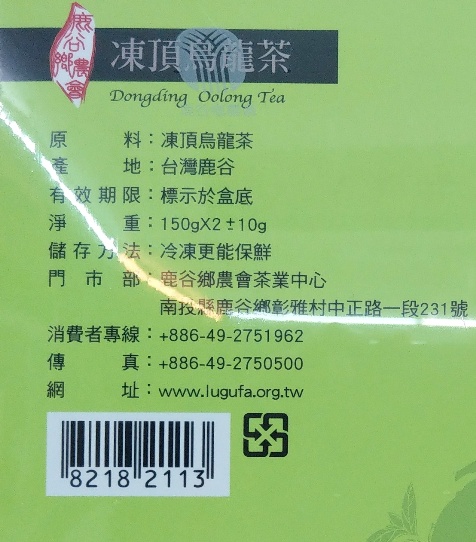 鹿谷鄉農會
凍頂烏龍茶
Dongding Oolong Tea
原料：凍頂烏龍茶
產地：台灣鹿谷
有效期限：標示於盒底
淨重：150gX2±10g
儲存方法：冷凍更能保鮮
門市部：鹿谷鄉農會茶業中心
南投縣鹿谷鄉彰雅村中正路一段231號
消費者專線：+886-49-2751962
傳真：+886-49-2750500
網址：www.lugufa.org.tw
8218 2113